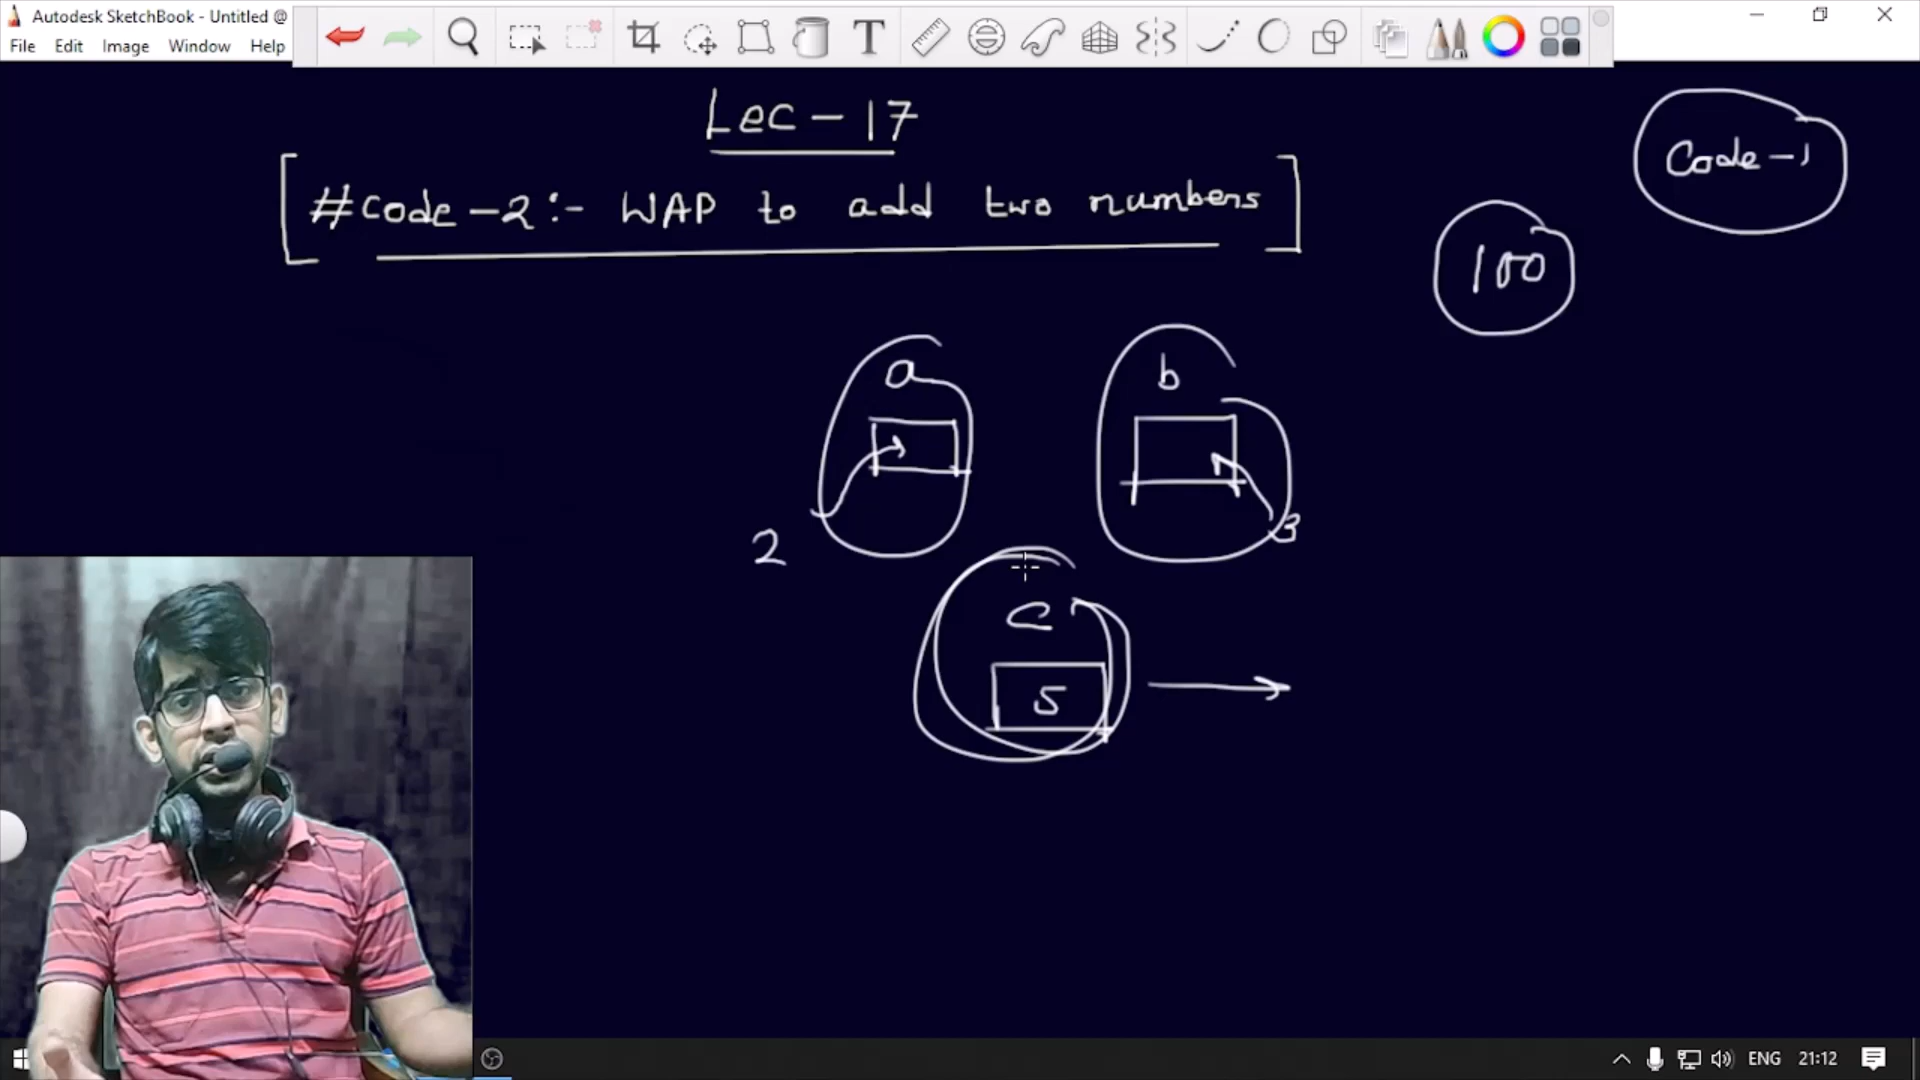 Autodesk SketchBook - Untitled @
File Edit Image Window Help
T
Lec - 17
#code - 2 :- WAP to add two numbers
Code - 1
100
a
b
2
3
c
5
ENG 21:12